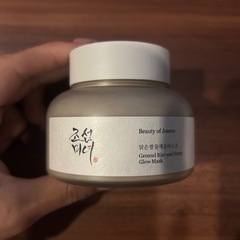 조선
미녀
Beauty of Joseon
Ground Rice and Honey
Glow Mask